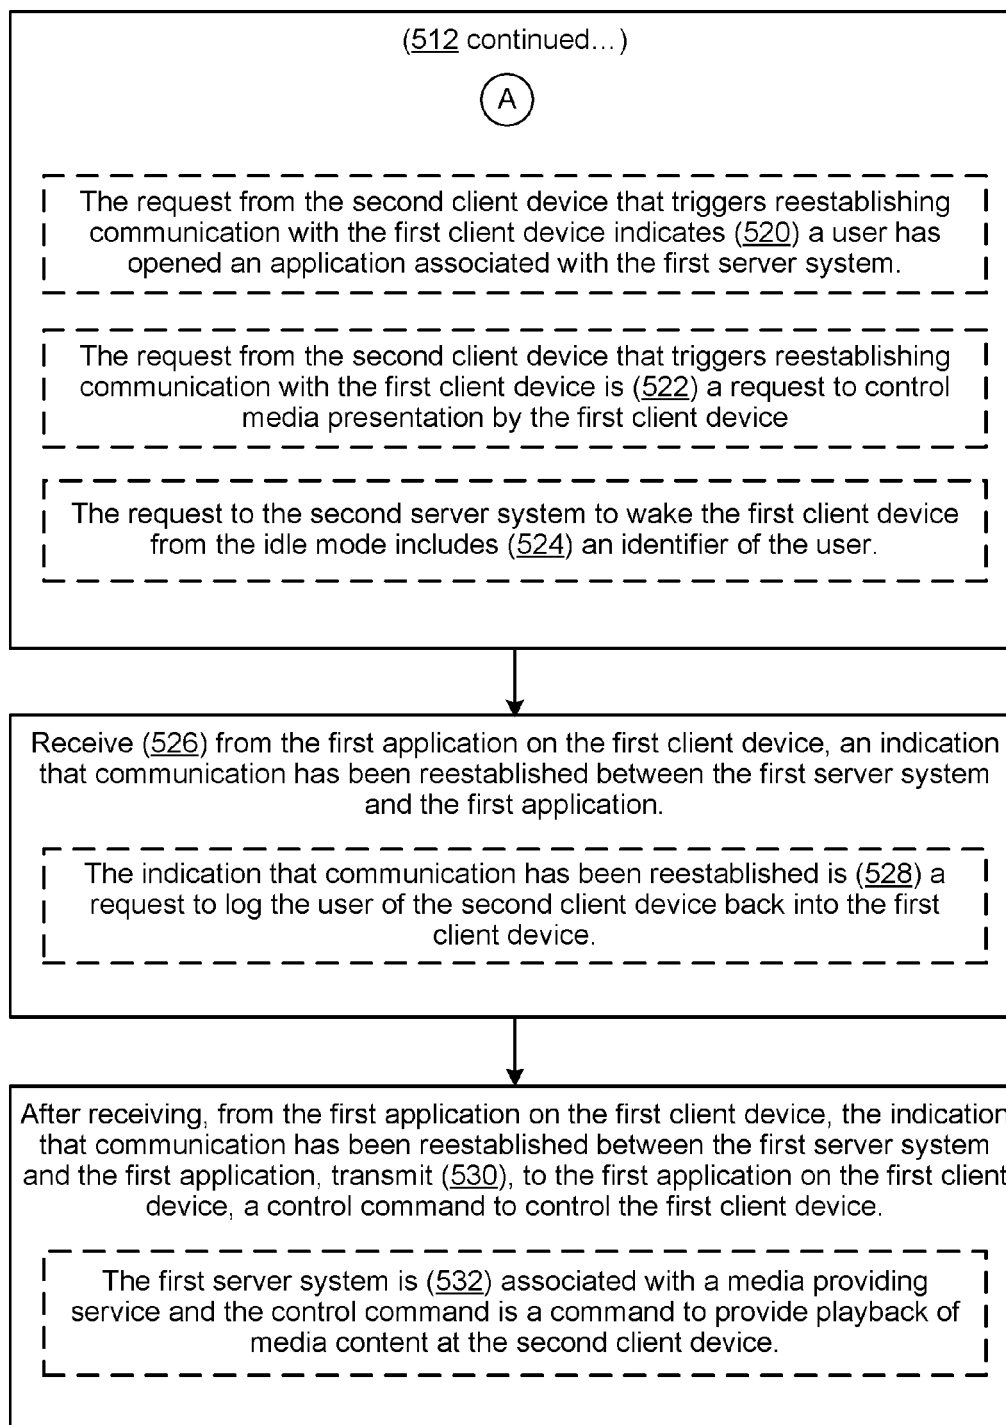 (512 continued…)
A
The request from the second client device that triggers reestablishing
communication with the first client device indicates (520) a user has
opened an application associated with the first server system.
The request from the second client device that triggers reestablishing
communication with the first client device is (522) a request to control
media presentation by the first client device
The request to the second server system to wake the first client device
from the idle mode includes (524) an identifier of the user.
Receive (526) from the first application on the first client device, an indication
that communication has been reestablished between the first server system
and the first application.
The indication that communication has been reestablished is (528) a
request to log the user of the second client device back into the first
client device.
After receiving, from the first application on the first client device, the indication
that communication has been reestablished between the first server system
and the first application, transmit (530), to the first application on the first client
device, a control command to control the first client device.
The first server system is (532) associated with a media providing
service and the control command is a command to provide playback of
media content at the second client device.